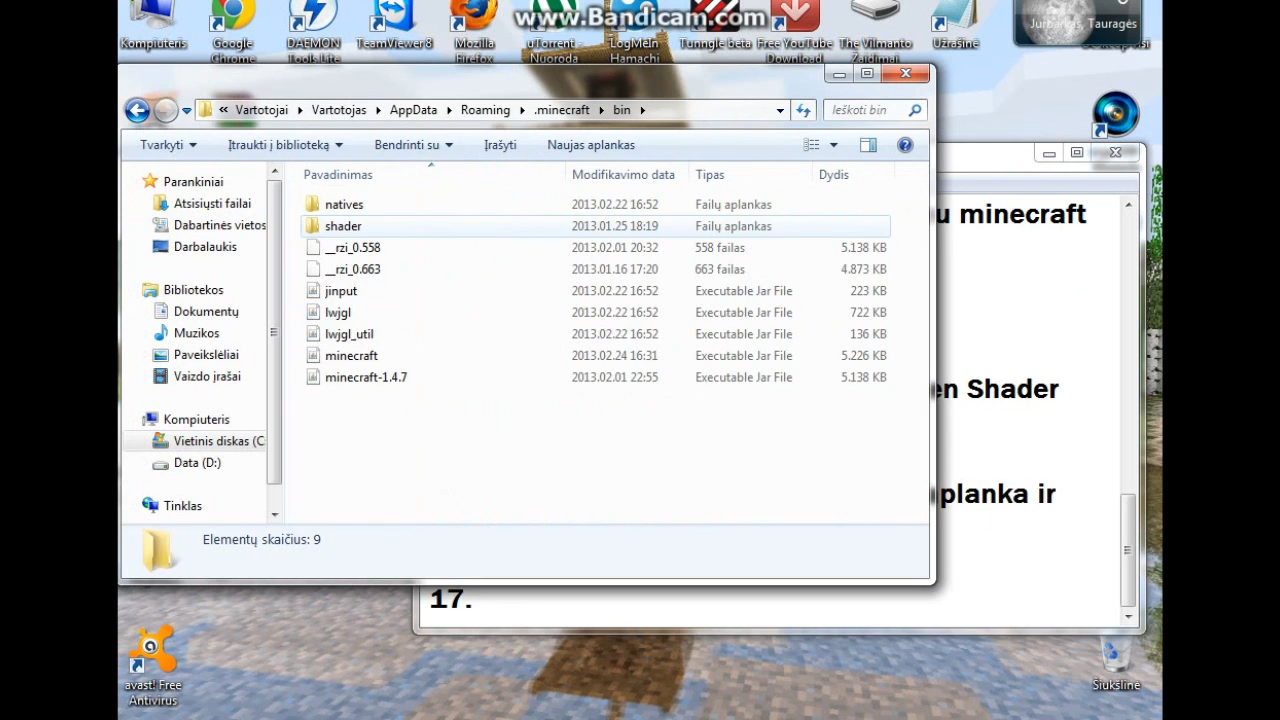 www.Bandicam.com
Kompiuteris
Google
Chrome
DAEMON
Tools Lite
TeamViewer 8
Mozilla
Firefox
uTorrent -
Nuoroda
LogMeIn
Hamachi
Tunngle beta
Free YouTube
Download
The Vilmanto
Žaidimai
Užrašinė
Jurbarkas, Tauragės
« Vartotojai Vartotojas AppData Roaming .minecraft bin
Ieškoti bin
Tvarkyti
Įtraukti į biblioteką
Bendrinti su
Įrašyti
Naujas aplankas
Pavadinimas Modifikavimo data Tipas Dydis
natives 2013.02.22 16:52 Failų aplankas
shader 2013.01.25 18:19 Failų aplankas
__rzi_0.558 2013.02.01 20:32 558 failas 5.138 KB
__rzi_0.663 2013.01.16 17:20 663 failas 4.873 KB
jinput 2013.02.22 16:52 Executable Jar File 223 KB
lwjgl 2013.02.22 16:52 Executable Jar File 722 KB
lwjgl_util 2013.02.22 16:52 Executable Jar File 136 KB
minecraft 2013.02.24 16:31 Executable Jar File 5.226 KB
minecraft-1.4.7 2013.02.01 22:55 Executable Jar File 5.138 KB
Parankiniai
Atsisiųsti failai
Dabartinės vietos
Darbalaukis
Bibliotekos
Dokumentų
Muzikos
Paveikslėliai
Vaizdo įrašai
Kompiuteris
Vietinis diskas (C
Data (D:)
Tinklas
Elementų skaičius: 9
u minecraft
en Shader
planka ir
17.
avast! Free
Antivirus
Šiukšlinė